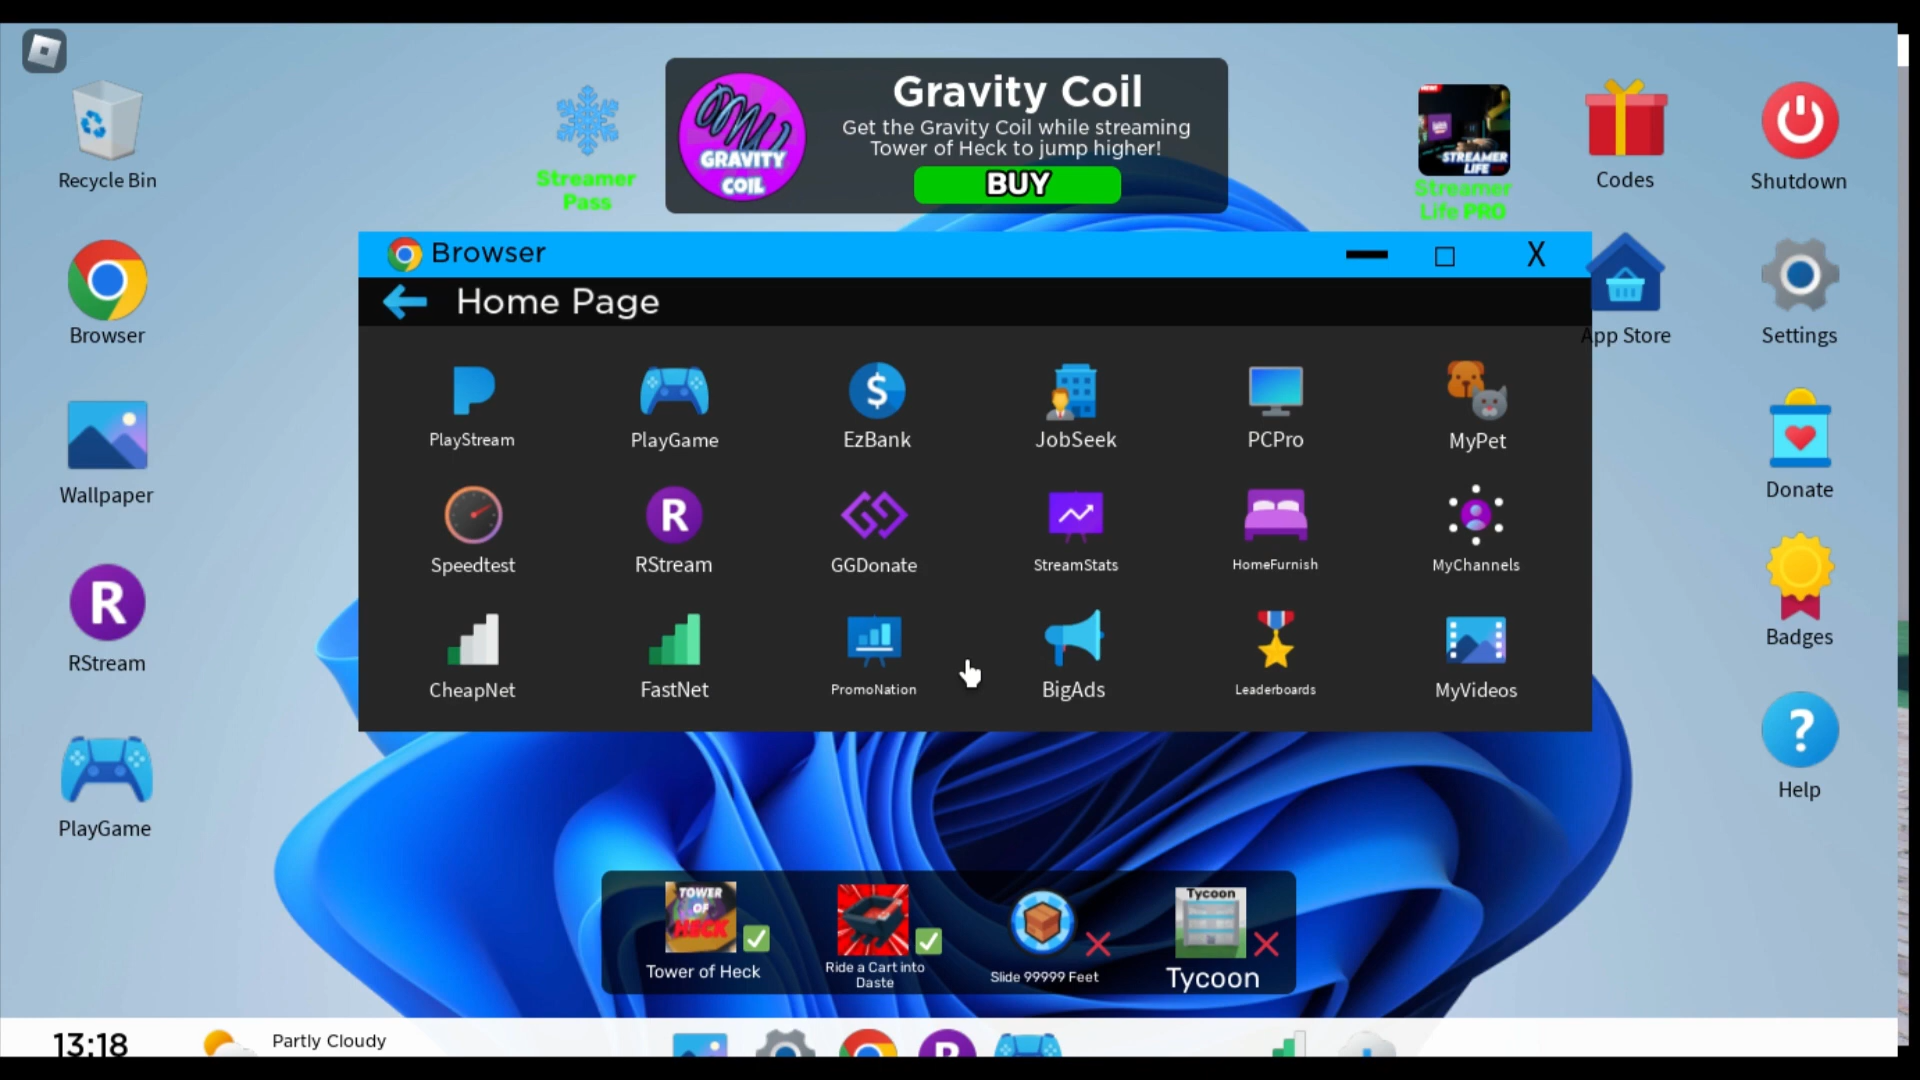 Recycle Bin
Browser
Wallpaper
R
RStream
PlayGame
Streamer
Pass
GRAVITY
COIL
Gravity Coil
Get the Gravity Coil while streaming
Tower of Heck to jump higher!
BUY
STREAMER
LIFE
Streamer
Life PRO
Codes
Shutdown
App Store
Settings
Donate
Badges
?
Help
Browser
X
Home Page
PlayStream
PlayGame
$
EzBank
JobSeek
PCPro
MyPet
Speedtest
R
RStream
GGDonate
StreamStats
HomeFurnish
MyChannels
CheapNet
FastNet
PromoNation
BigAds
Leaderboards
MyVideos
TOWER
OF
HECK
Tower of Heck
Ride a Cart into
Daste
Slide 99999 Feet
Tycoon
Tycoon
13:18
Partly Cloudy
R